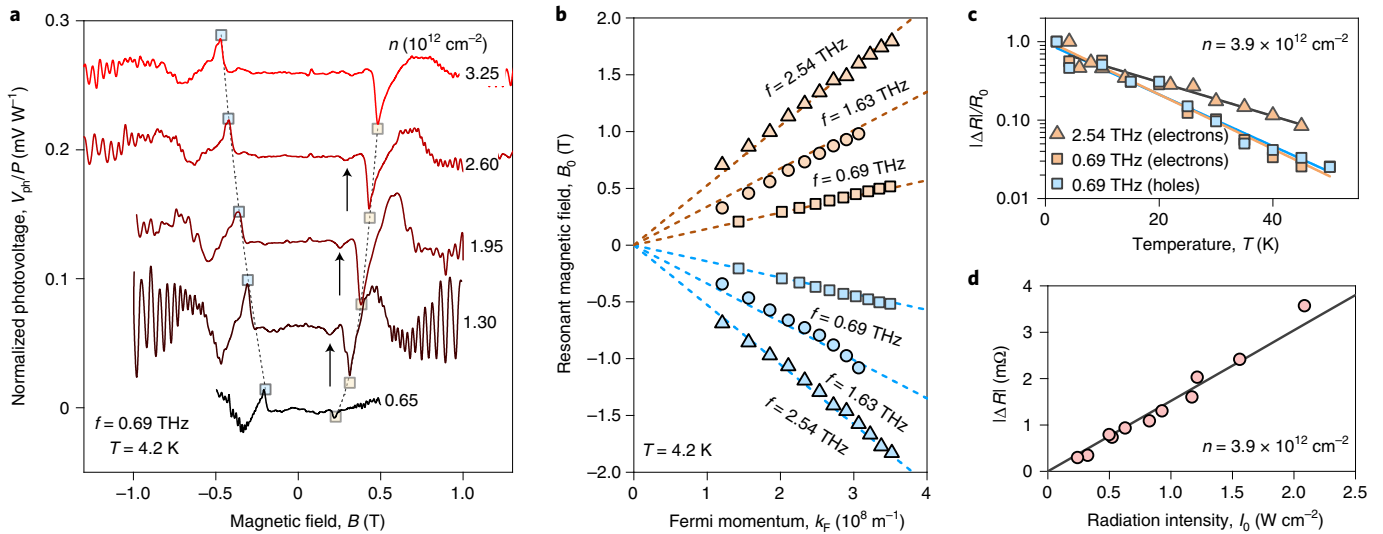 a
Normalized photovoltage, V_ph/P (mV W⁻¹)
0.3
0.2
0.1
0
n (10¹² cm⁻²)
3.25
2.60
1.95
1.30
0.65
f = 0.69 THz
T = 4.2 K
−1.0
−0.5
0
0.5
1.0
Magnetic field, B (T)
b
Resonant magnetic field, B₀ (T)
2.0
1.5
1.0
0.5
0
−0.5
−1.0
−1.5
−2.0
f = 2.54 THz
f = 1.63 THz
f = 0.69 THz
f = 0.69 THz
f = 1.63 THz
f = 2.54 THz
T = 4.2 K
0
1
2
3
4
Fermi momentum, k_F (10⁸ m⁻¹)
c
|ΔR|/R₀
1.0
0.10
0.01
n = 3.9 × 10¹² cm⁻²
2.54 THz (electrons)
0.69 THz (electrons)
0.69 THz (holes)
0
20
40
Temperature, T (K)
d
|ΔR| (mΩ)
4
3
2
1
0
n = 3.9 × 10¹² cm⁻²
0
0.5
1.0
1.5
2.0
2.5
Radiation intensity, I₀ (W cm⁻²)